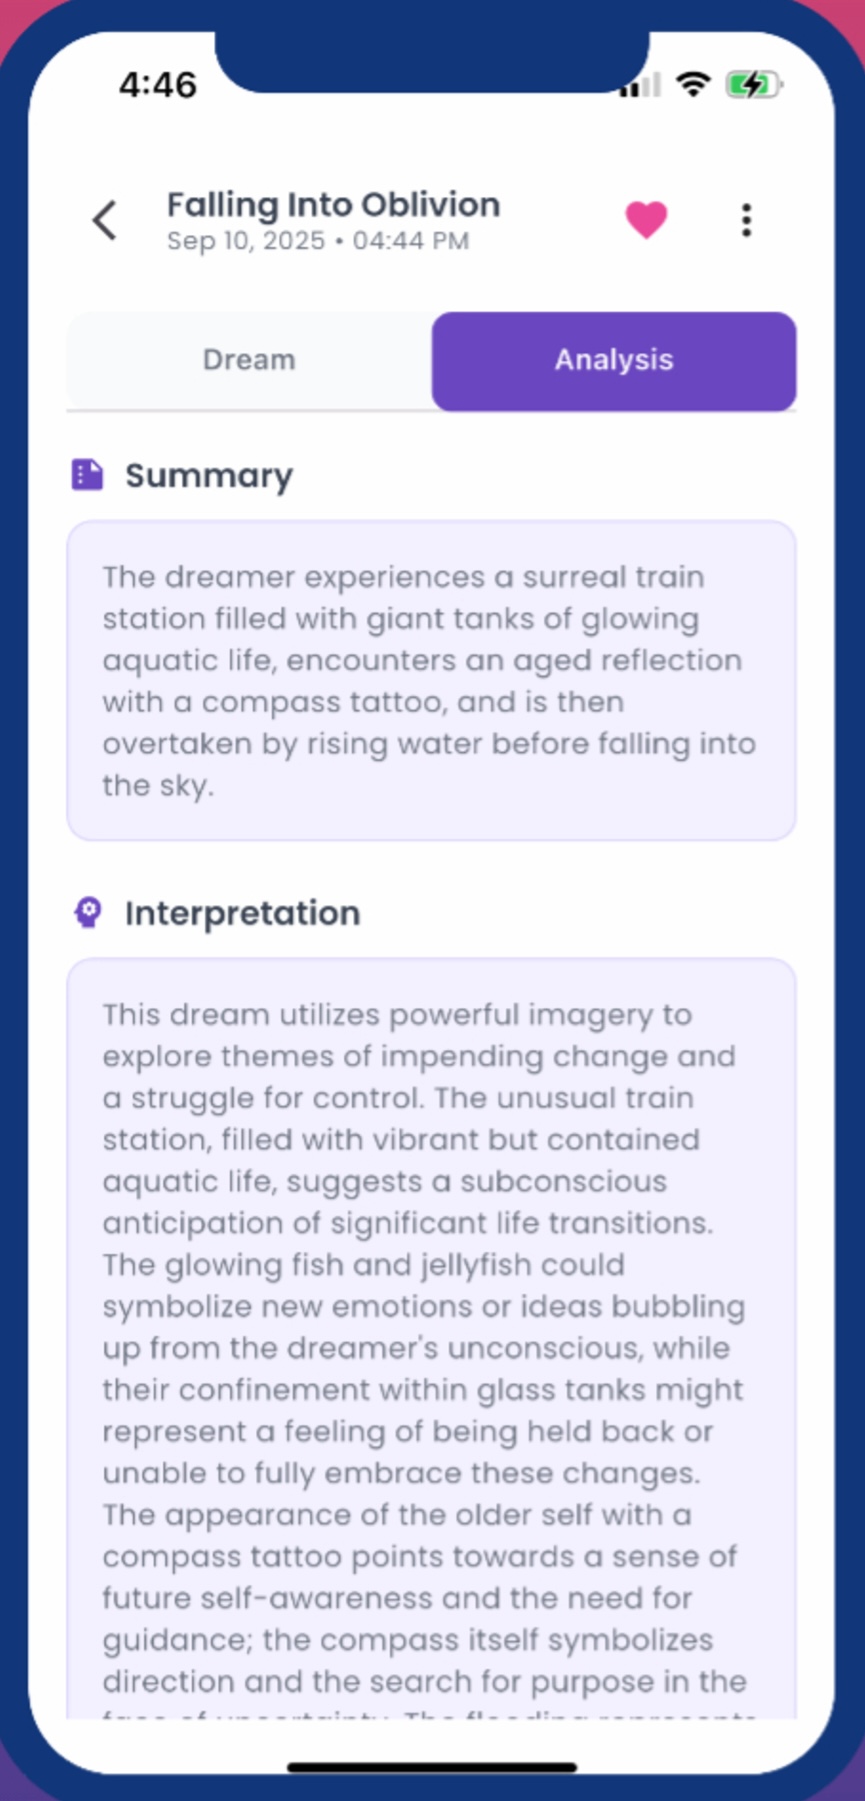 4:46
Falling Into Oblivion
Sep 10, 2025 • 04:44 PM
Dream
Analysis
Summary
The dreamer experiences a surreal train
station filled with giant tanks of glowing
aquatic life, encounters an aged reflection
with a compass tattoo, and is then
overtaken by rising water before falling into
the sky.
Interpretation
This dream utilizes powerful imagery to
explore themes of impending change and
a struggle for control. The unusual train
station, filled with vibrant but contained
aquatic life, suggests a subconscious
anticipation of significant life transitions.
The glowing fish and jellyfish could
symbolize new emotions or ideas bubbling
up from the dreamer's unconscious, while
their confinement within glass tanks might
represent a feeling of being held back or
unable to fully embrace these changes.
The appearance of the older self with a
compass tattoo points towards a sense of
future self-awareness and the need for
guidance; the compass itself symbolizes
direction and the search for purpose in the
face of uncertainty. The flooding represents